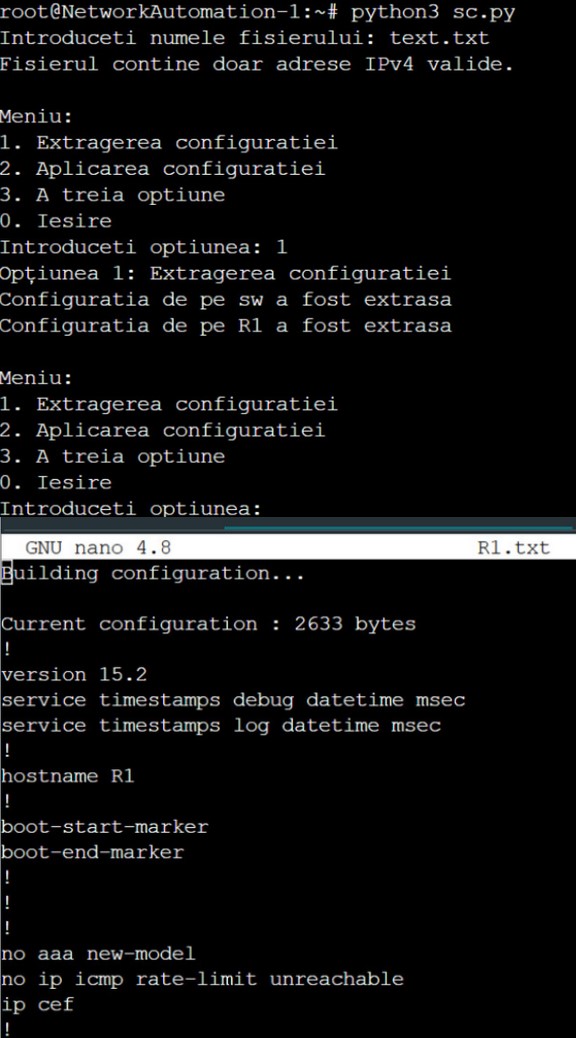 root@NetworkAutomation-1:~# python3 sc.py
Introduceti numele fisierului: text.txt
Fisierul contine doar adrese IPv4 valide.
Meniu:
1. Extragerea configuratiei
2. Aplicarea configuratiei
3. A treia optiune
0. Iesire
Introduceti optiunea: 1
Opțiunea 1: Extragerea configuratiei
Configuratia de pe sw a fost extrasa
Configuratia de pe R1 a fost extrasa
Meniu:
1. Extragerea configuratiei
2. Aplicarea configuratiei
3. A treia optiune
0. Iesire
Introduceti optiunea:
GNU nano 4.8 R1.txt
Building configuration...
Current configuration : 2633 bytes
!
version 15.2
service timestamps debug datetime msec
service timestamps log datetime msec
!
hostname R1
!
boot-start-marker
boot-end-marker
!
!
!
no aaa new-model
no ip icmp rate-limit unreachable
ip cef
!